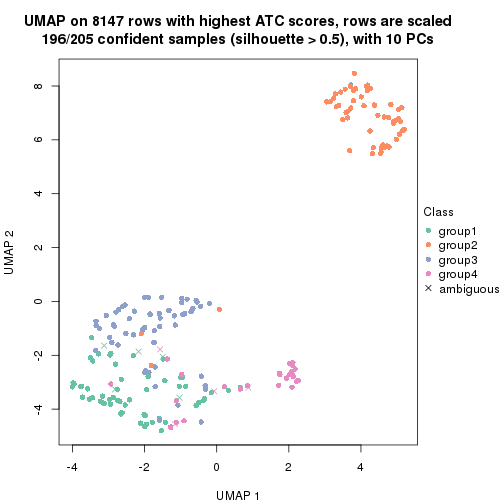 UMAP on 8147 rows with highest ATC scores, rows are scaled
196/205 confident samples (silhouette > 0.5), with 10 PCs
8
6
4
2
0
-2
-4
UMAP 2
-4
-2
0
2
4
UMAP 1
Class
group1
group2
group3
group4
ambiguous